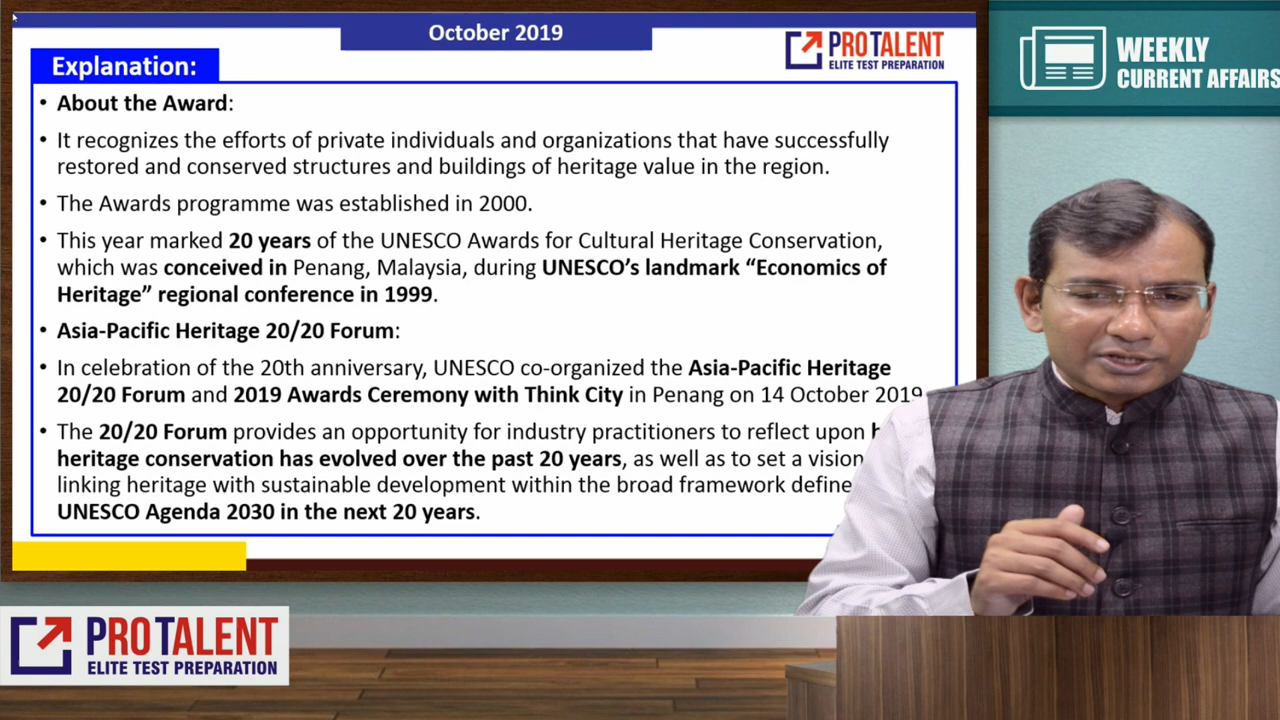 October 2019
PROTALENT
ELITE TEST PREPARATION
WEEKLY
CURRENT AFFAIRS
Explanation:
• About the Award:
• It recognizes the efforts of private individuals and organizations that have successfully
restored and conserved structures and buildings of heritage value in the region.
• The Awards programme was established in 2000.
• This year marked 20 years of the UNESCO Awards for Cultural Heritage Conservation,
which was conceived in Penang, Malaysia, during UNESCO’s landmark “Economics of
Heritage” regional conference in 1999.
• Asia-Pacific Heritage 20/20 Forum:
• In celebration of the 20th anniversary, UNESCO co-organized the Asia-Pacific Heritage
20/20 Forum and 2019 Awards Ceremony with Think City in Penang on 14 October 2019
• The 20/20 Forum provides an opportunity for industry practitioners to reflect upon
heritage conservation has evolved over the past 20 years, as well as to set a vision
linking heritage with sustainable development within the broad framework define
UNESCO Agenda 2030 in the next 20 years.
PROTALENT
ELITE TEST PREPARATION